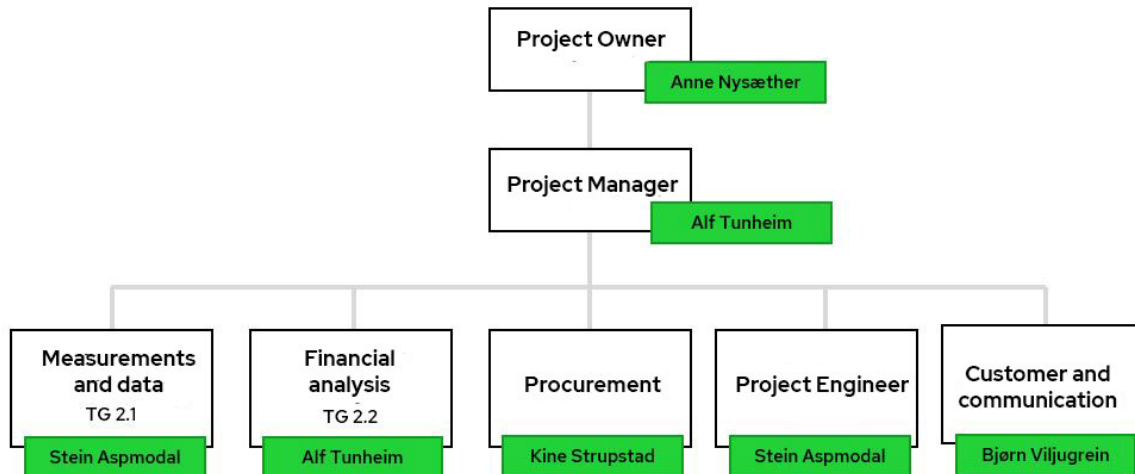 Project Owner
Anne Nysæther
Project Manager
Alf Tunheim
Measurements
and data
TG 2.1
Stein Aspmodal
Financial
analysis
TG 2.2
Alf Tunheim
Procurement
Kine Strupstad
Project Engineer
Stein Aspmodal
Customer and
communication
Bjørn Viljugrein